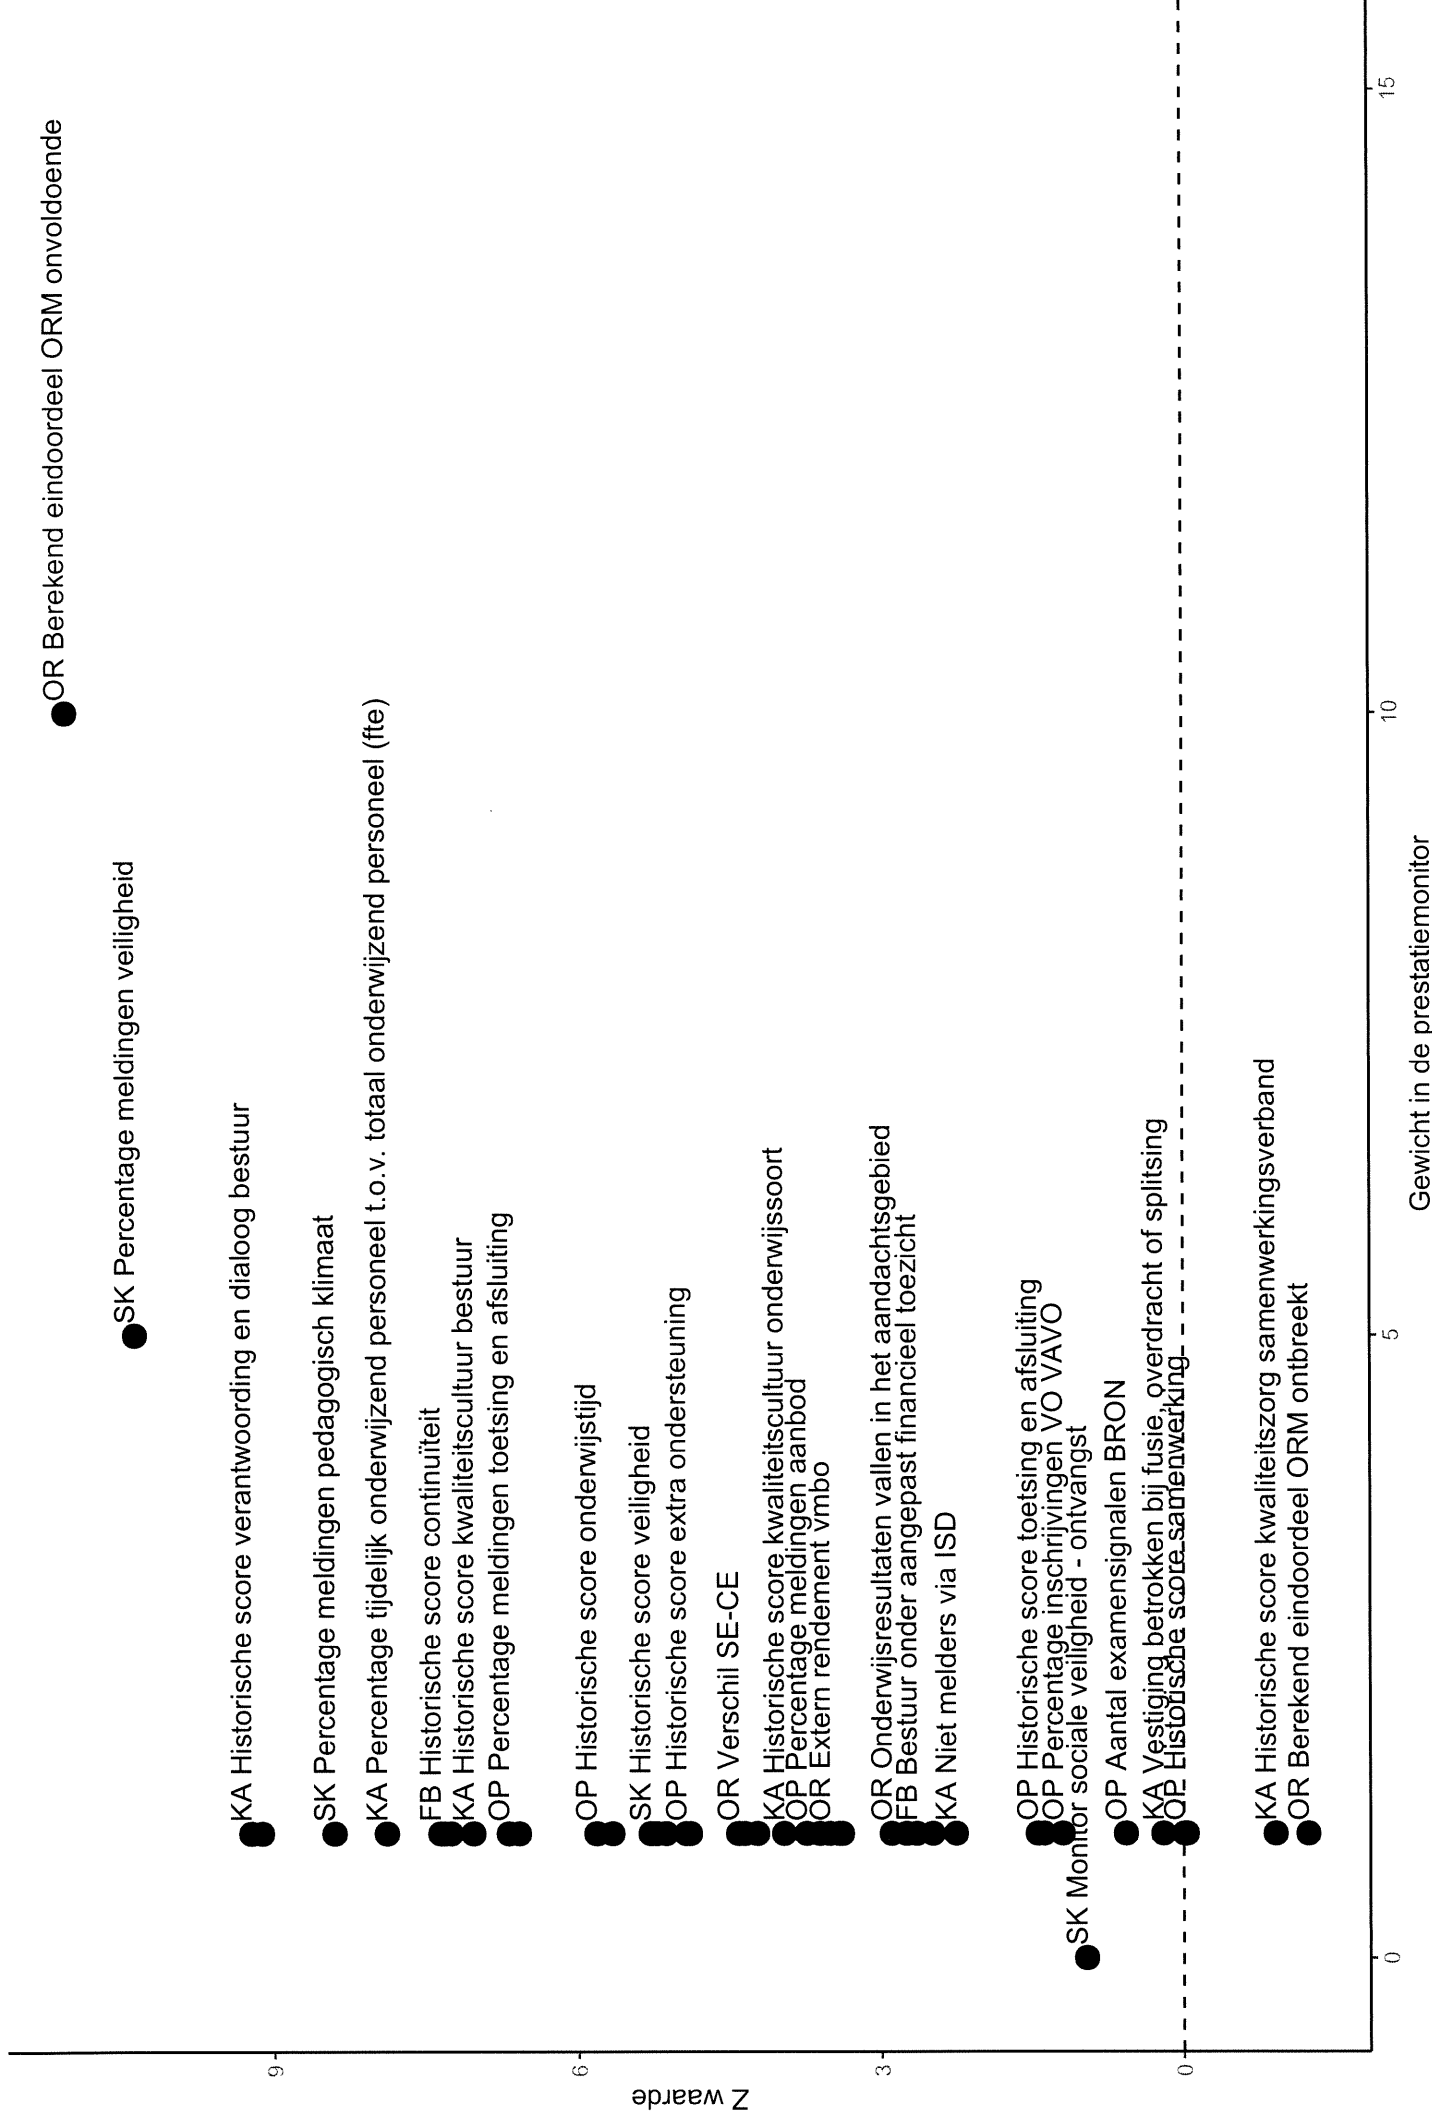 OR Berekend eindoordeel ORM onvoldoende
SK Percentage meldingen veiligheid
KA Historische score verantwoording en dialoog bestuur
SK Percentage meldingen pedagogisch klimaat
KA Percentage tijdelijk onderwijzend personeel t.o.v. totaal onderwijzend personeel (fte)
FB Historische score continuïteit
KA Historische score kwaliteitscultuur bestuur
OP Percentage meldingen toetsing en afsluiting
OP Historische score onderwijstijd
SK Historische score veiligheid
OP Historische score extra ondersteuning
OR Verschil SE-CE
KA Historische score kwaliteitscultuur onderwijssoort
OP Percentage meldingen aanbod
OR Extern rendement vmbo
OR Onderwijsresultaten vallen in het aandachtsgebied
FB Bestuur onder aangepast financieel toezicht
KA Niet melders via ISD
OP Historische score toetsing en afsluiting
OP Percentage inschrijvingen VO VAVO
SK Monitor sociale veiligheid - ontvangst
OP Aantal examensignalen BRON
KA Vestiging betrokken bij fusie, overdracht of splitsing
OP Historische score samenwerking
KA Historische score kwaliteitszorg samenwerkingsverband
OR Berekend eindoordeel ORM ontbreekt
9
6
3
0
Z waarde
0
5
10
15
Gewicht in de prestatiemonitor